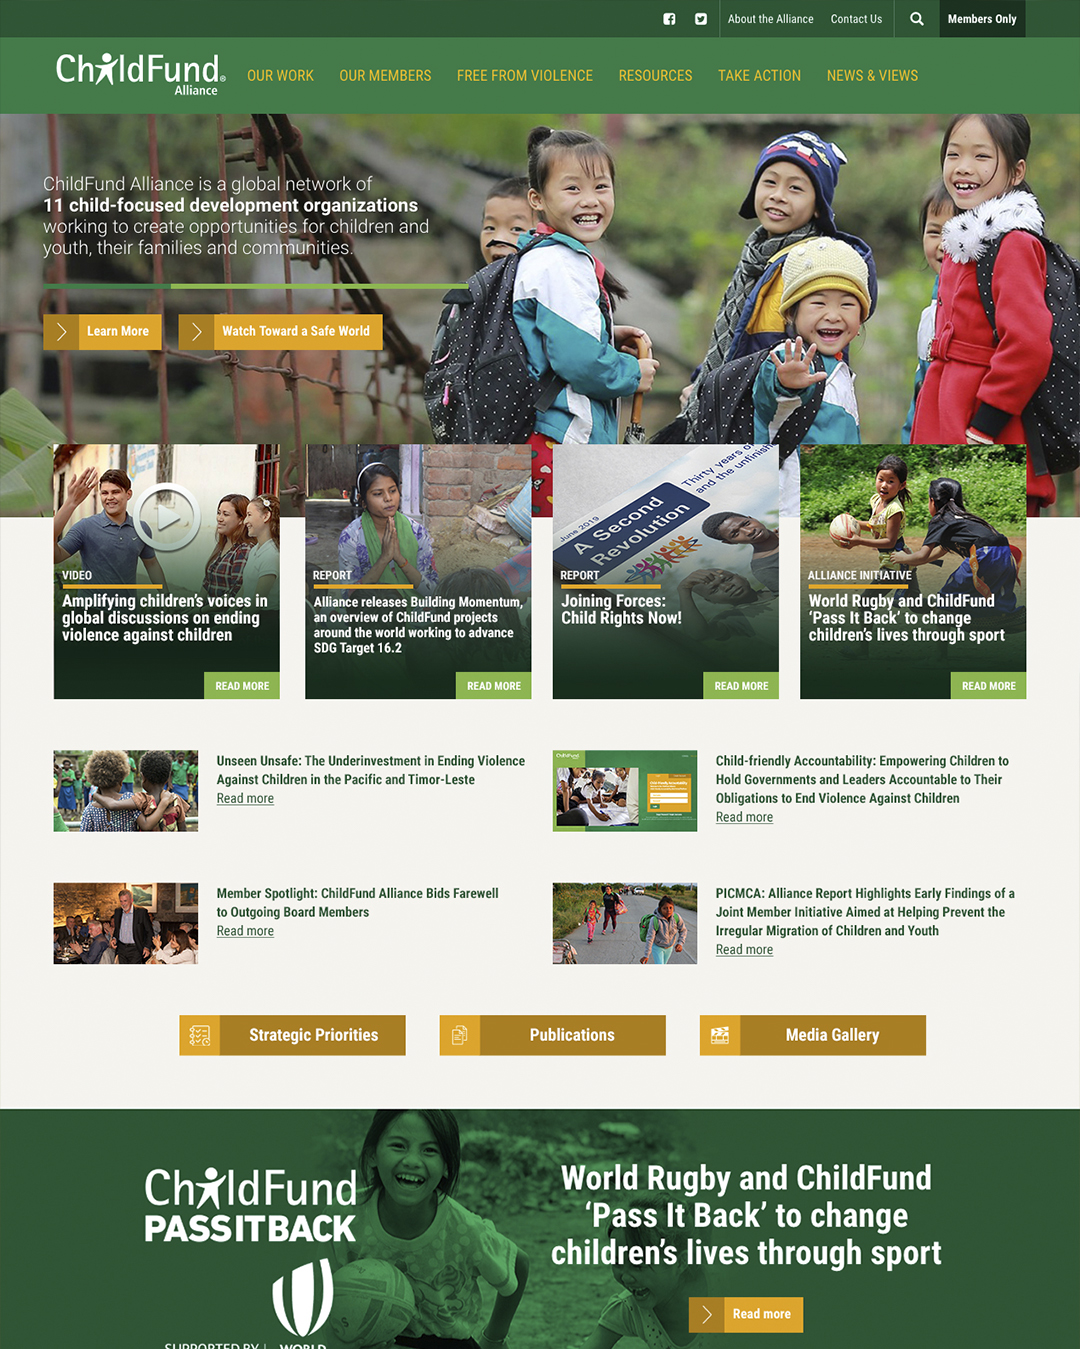 About the Alliance
Contact Us
Members Only
ChildFund®
Alliance
OUR WORK
OUR MEMBERS
FREE FROM VIOLENCE
RESOURCES
TAKE ACTION
NEWS & VIEWS
ChildFund Alliance is a global network of
11 child-focused development organizations
working to create opportunities for children and
youth, their families and communities.
Learn More
Watch Toward a Safe World
VIDEO
Amplifying children's voices in
global discussions on ending
violence against children
READ MORE
REPORT
Alliance releases Building Momentum,
an overview of ChildFund projects
around the world working to advance
SDG Target 16.2
READ MORE
Thirty years o
and the unfinish
June 2019
A Second
Revolution
REPORT
Joining Forces:
Child Rights Now!
READ MORE
ALLIANCE INITIATIVE
World Rugby and ChildFund
‘Pass It Back’ to change
children's lives through sport
READ MORE
Unseen Unsafe: The Underinvestment in Ending Violence
Against Children in the Pacific and Timor-Leste
Read more
ChildFund
Child-friendly Accountability: Empowering Children to
Hold Governments and Leaders Accountable to Their
Obligations to End Violence Against Children
Read more
Member Spotlight: ChildFund Alliance Bids Farewell
to Outgoing Board Members
Read more
PICMCA: Alliance Report Highlights Early Findings of a
Joint Member Initiative Aimed at Helping Prevent the
Irregular Migration of Children and Youth
Read more
Strategic Priorities
Publications
Media Gallery
ChildFund
PASSITBACK
SUPPORTED BY | WORLD
World Rugby and ChildFund
‘Pass It Back’ to change
children's lives through sport
Read more